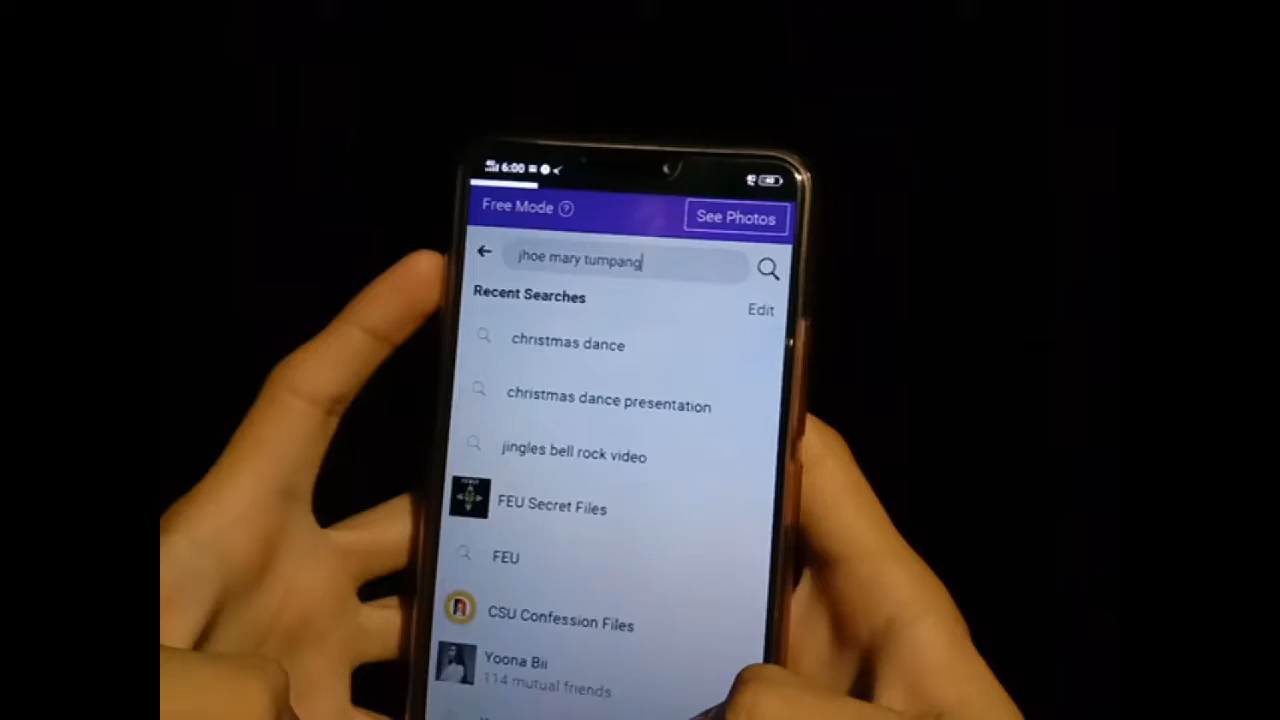 6:00
Free Mode ?
See Photos
jhoe mary tumpang
Recent Searches
Edit
christmas dance
christmas dance presentation
jingles bell rock video
FEU Secret Files
FEU
CSU Confession Files
Yoona Bii
114 mutual friends